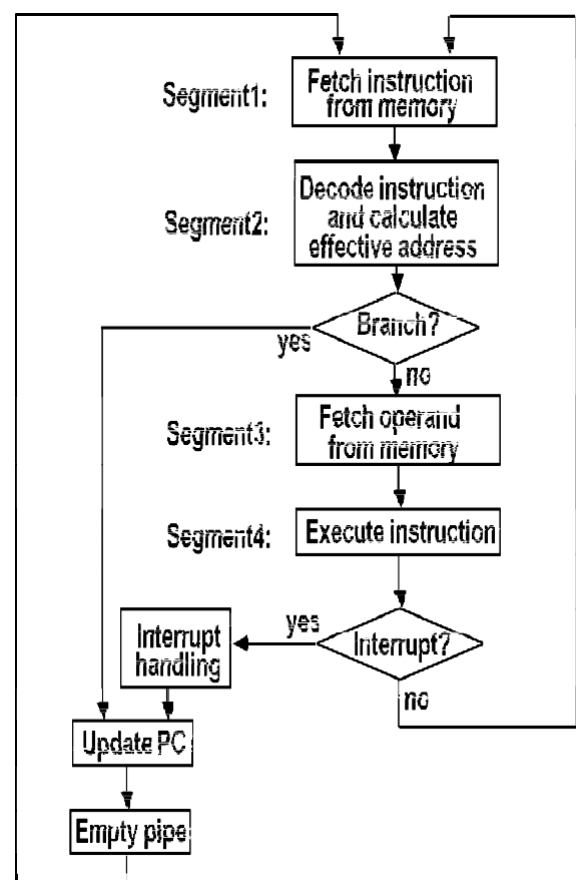 Segment1:
Fetch instruction
from memory
Segment2:
Decode instruction
and calculate
effective address
Branch?
yes
no
Segment3:
Fetch operand
from memory
Segment4:
Execute instruction
Interrupt?
yes
no
Interrupt
handling
Update PC
Empty pipe